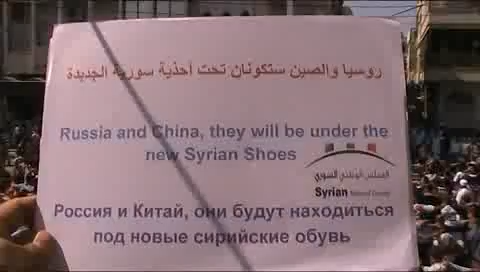 روسيا والصين ستكونان تحت أحذية سورية الجديدة
Russia and China, they will be under the
new Syrian Shoes
المجلس الوطني السوري
Syrian National Council
Россия и Китай, они будут находиться
под новые сирийские обувь